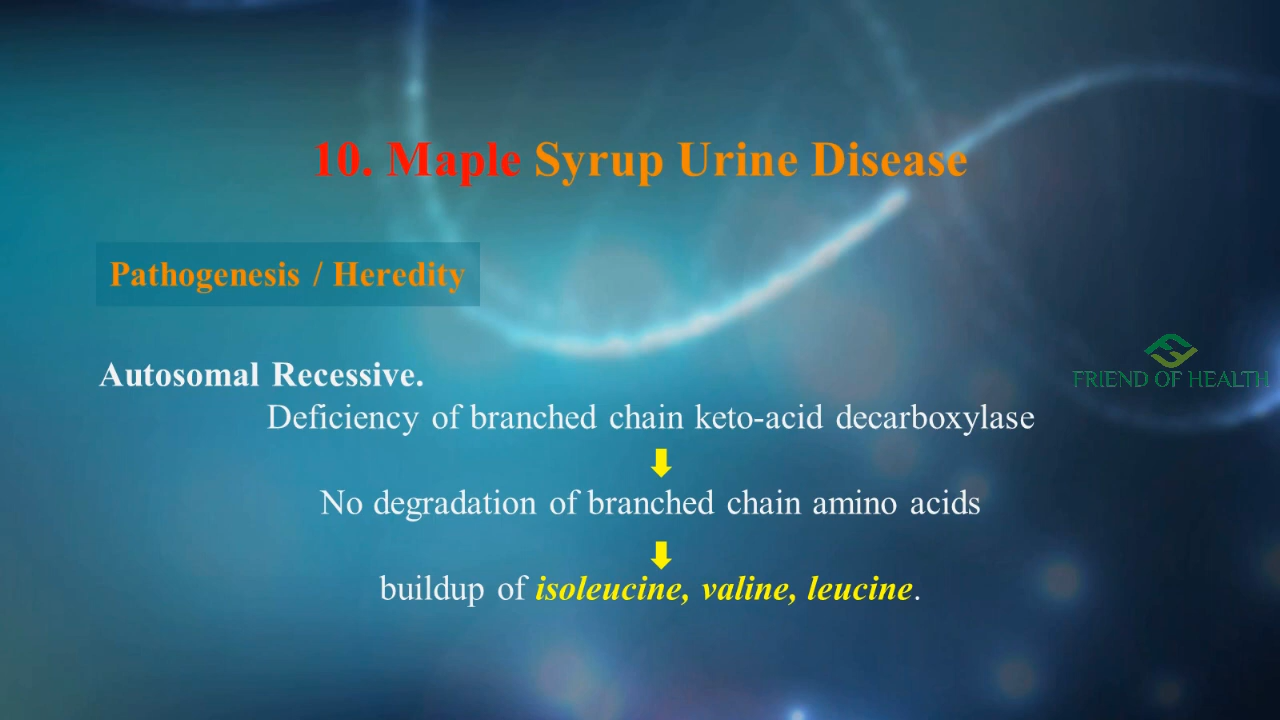 10. Maple Syrup Urine Disease
Pathogenesis / Heredity
Autosomal Recessive.
Deficiency of branched chain keto-acid decarboxylase
No degradation of branched chain amino acids
buildup of isoleucine, valine, leucine.
FRIEND OF HEALTH